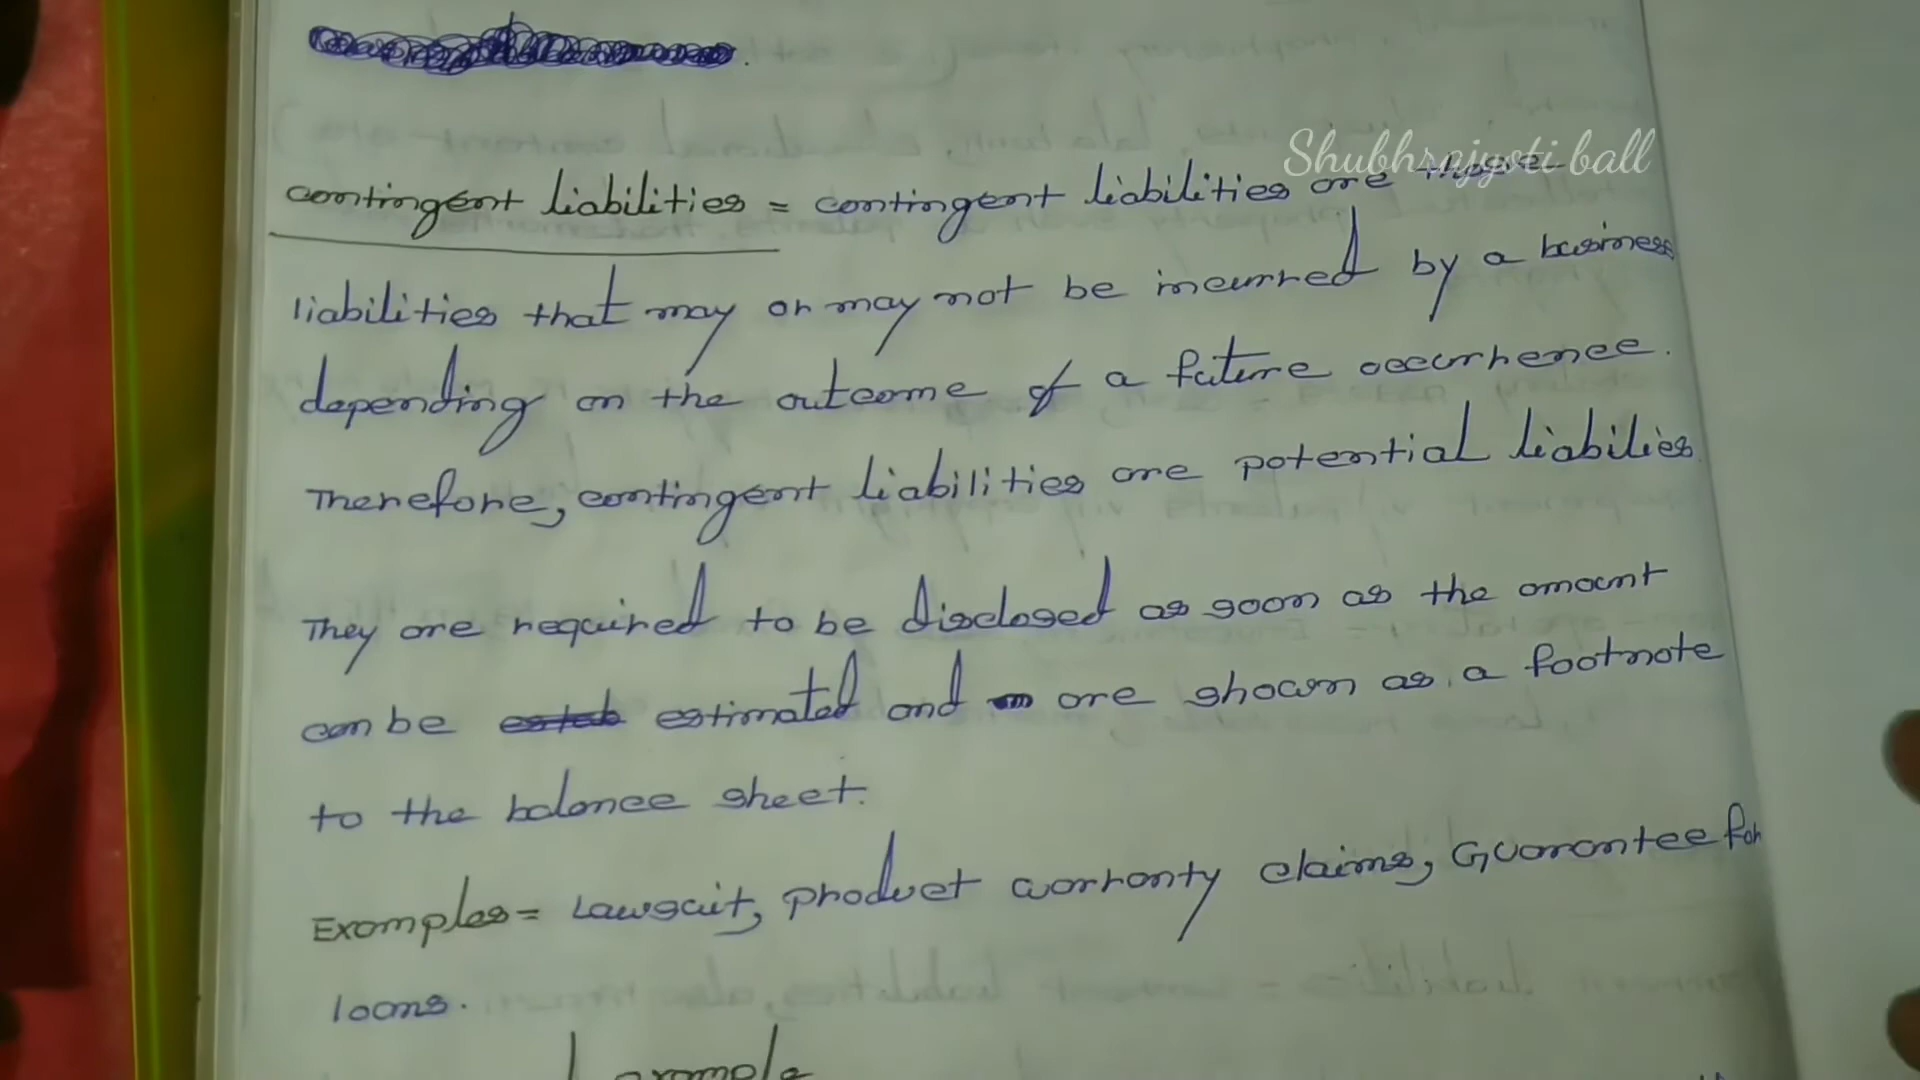 Shubhrajyoti ball
contingent liabilities = contingent liabilities are those
liabilities that may or may not be incurred by a business
depending on the outcome of a future occurrence.
Therefore, contingent liabilities are potential liabilies
They are required to be disclosed as soon as the amount
can be estimated and are shown as a footnote
to the balance sheet.
Examples = Lawsuit, product warranty claims, Guarantee for
loans.
example